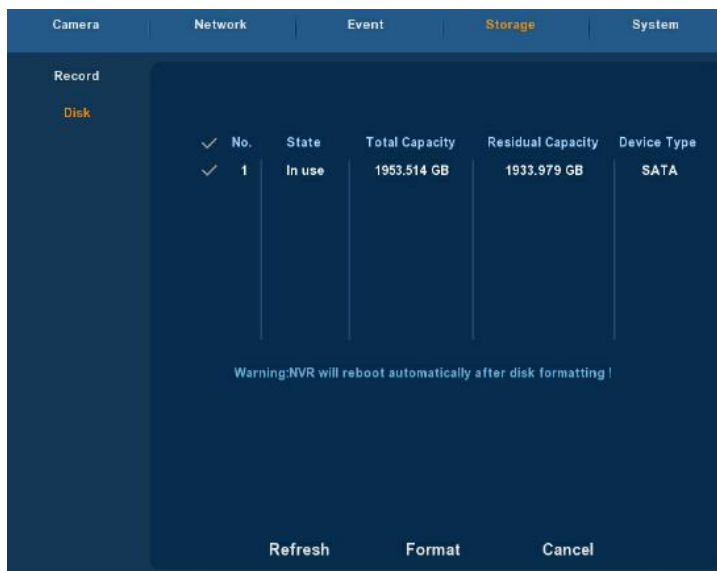 Camera Network Event Storage System
Record
Disk
No. State Total Capacity Residual Capacity Device Type
1 In use 1953.514 GB 1933.979 GB SATA
Warning:NVR will reboot automatically after disk formatting !
Refresh Format Cancel